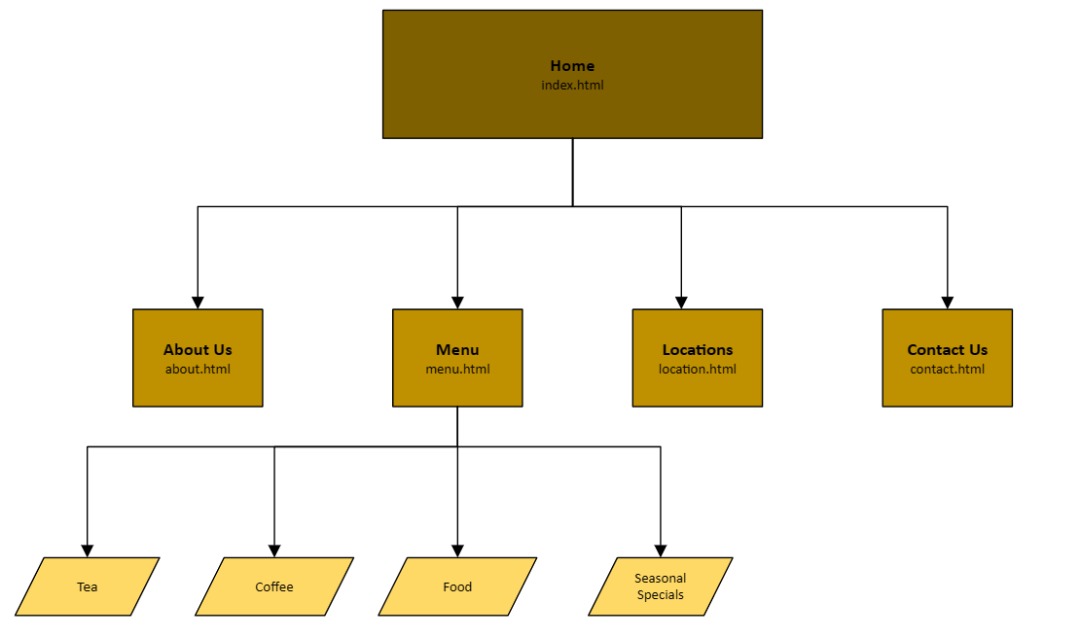 Home
index.html
About Us
about.html
Menu
menu.html
Locations
location.html
Contact Us
contact.html
Tea
Coffee
Food
Seasonal
Specials